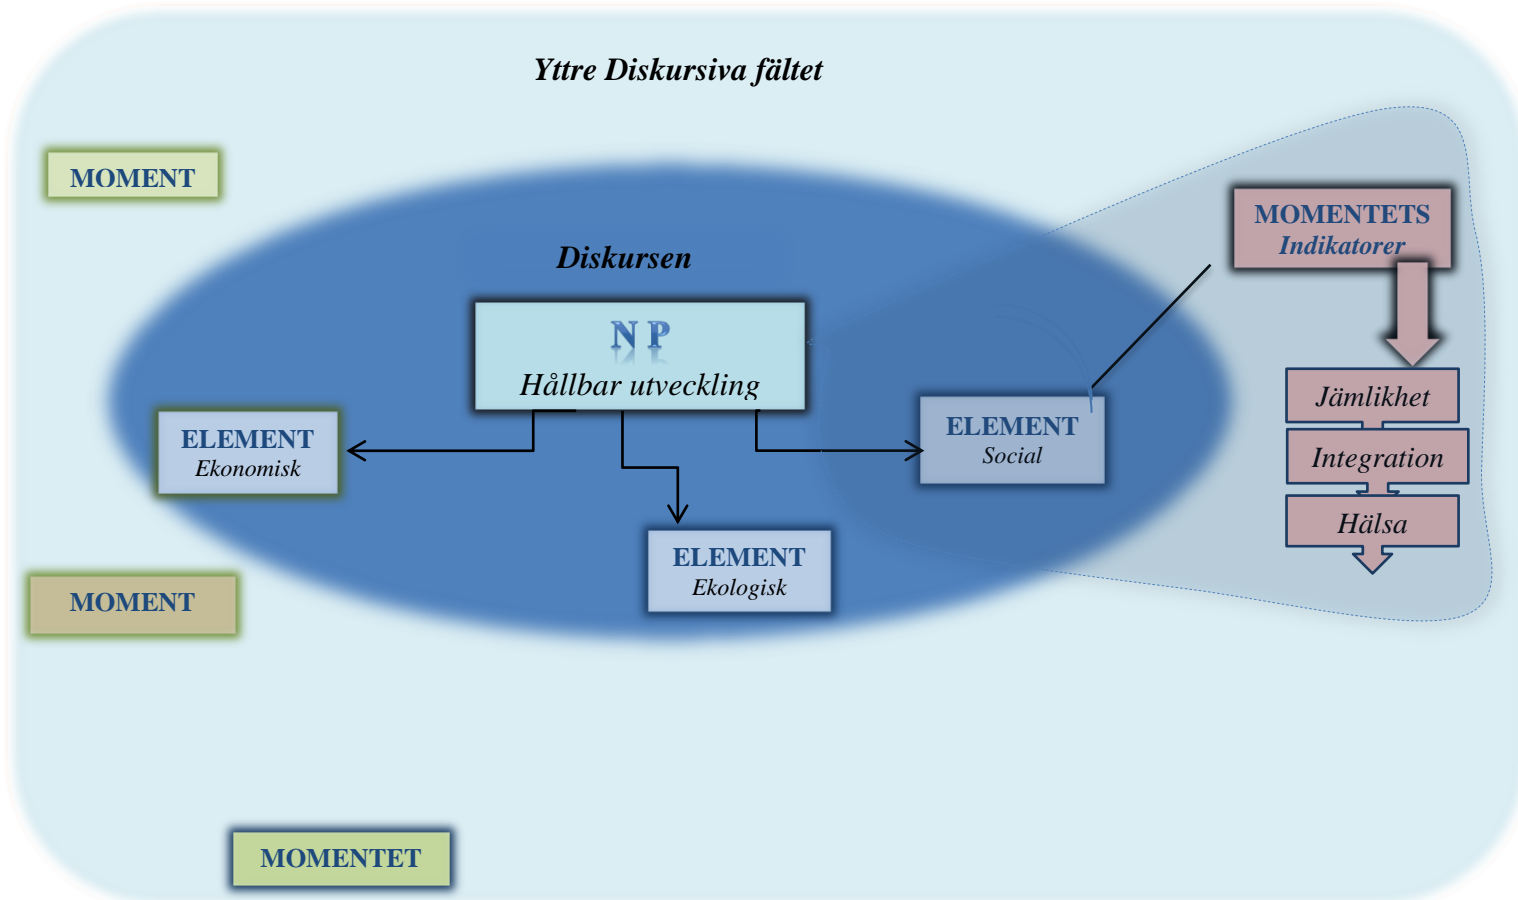 Yttre Diskursiva fältet
MOMENT
MOMENTETS
Indikatorer
Diskursen
N P
Hållbar utveckling
Jämlikhet
ELEMENT
Ekonomisk
ELEMENT
Social
Integration
Hälsa
ELEMENT
Ekologisk
MOMENT
MOMENTET